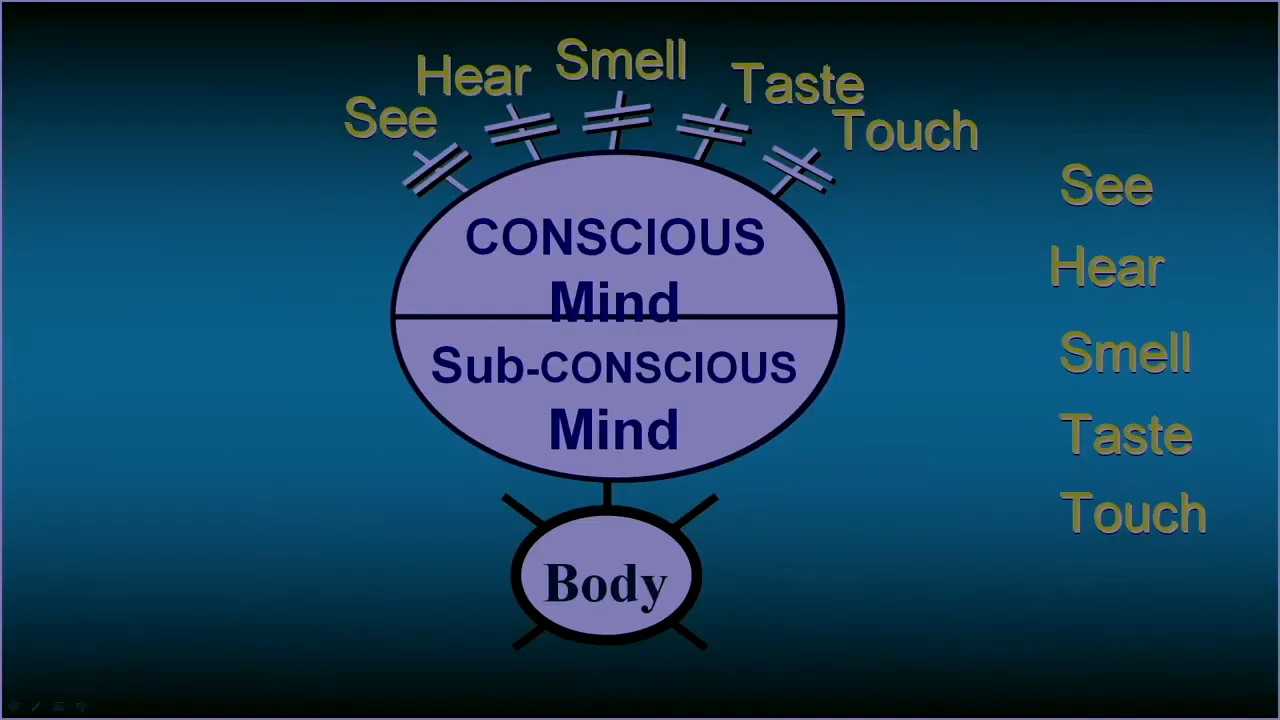 See
Hear
Smell
Taste
Touch
CONSCIOUS
Mind
Sub-CONSCIOUS
Mind
Body
See
Hear
Smell
Taste
Touch